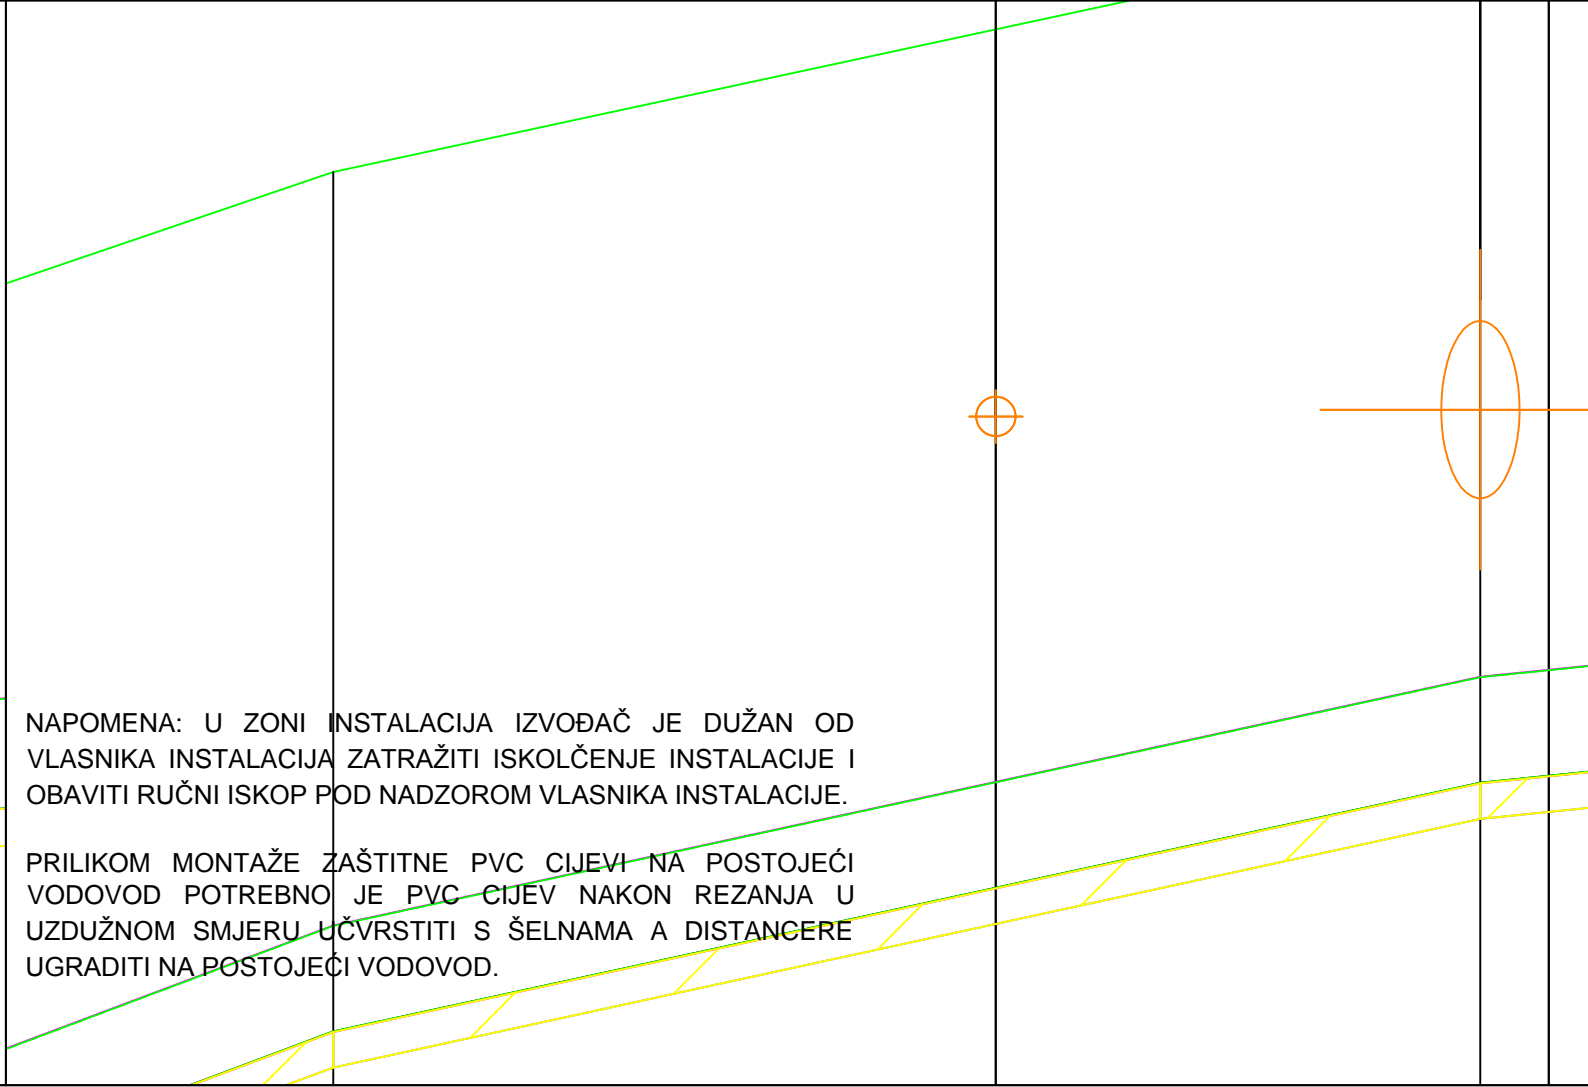 NAPOMENA: U ZONI INSTALACIJA IZVOĐAČ JE DUŽAN OD
VLASNIKA INSTALACIJA ZATRAŽITI ISKOLČENJE INSTALACIJE I
OBAVITI RUČNI ISKOP POD NADZOROM VLASNIKA INSTALACIJE.
PRILIKOM MONTAŽE ZAŠTITNE PVC CIJEVI NA POSTOJEĆI
VODOVOD POTREBNO JE PVC CIJEV NAKON REZANJA U
UZDUŽNOM SMJERU UČVRSTITI S ŠELNAMA A DISTANCERE
UGRADITI NA POSTOJEĆI VODOVOD.